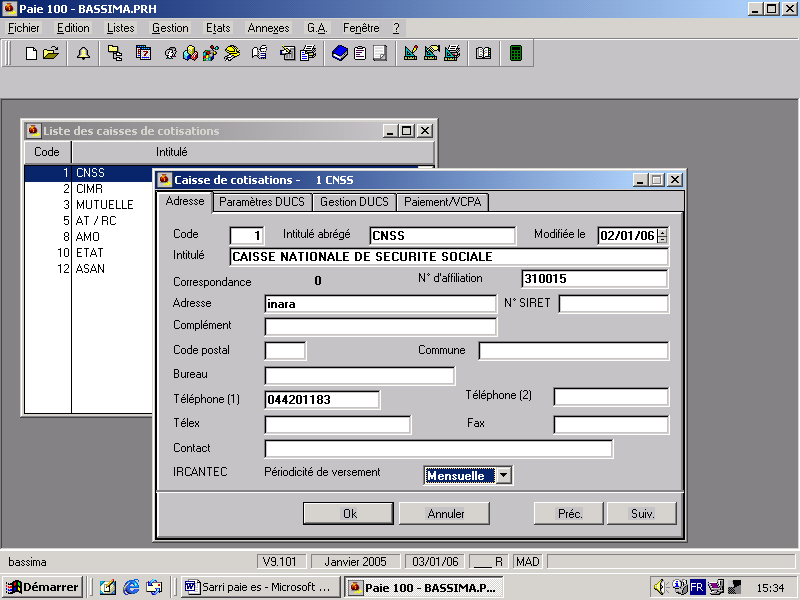 Paie 100 - BASSIMA.PRH
Fichier Edition Listes Gestion Etats Annexes G.A. Fenêtre ?
Liste des caisses de cotisations
Code Intitulé
1 CNSS
2 CIMR
3 MUTUELLE
5 AT / RC
8 AMO
10 ETAT
12 ASAN
Caisse de cotisations - 1 CNSS
Adresse Paramètres DUCS Gestion DUCS Paiement/VCPA
Code 1 Intitulé abrégé CNSS Modifiée le 02/01/06
Intitulé CAISSE NATIONALE DE SECURITE SOCIALE
Correspondance 0 N° d'affiliation 310015
Adresse inara N° SIRET
Complément
Code postal Commune
Bureau
Téléphone (1) 044201183 Téléphone (2)
Télex Fax
Contact
IRCANTEC Périodicité de versement Mensuelle
Ok Annuler Préc. Suiv.
bassima V9.101 Janvier 2005 03/01/06 ___ R MAD
Démarrer Sarri paie es - Microsoft ... Paie 100 - BASSIMA.P... FR 15:34